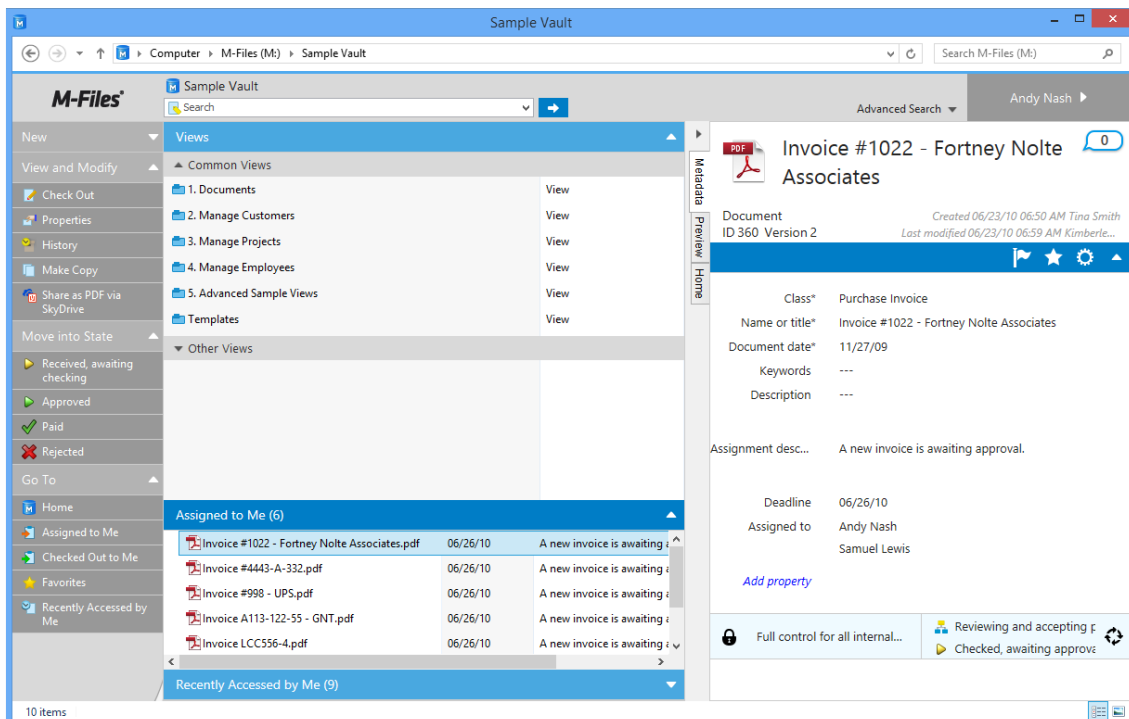 Sample Vault
Computer M-Files (M:) Sample Vault
Search M-Files (M:)
M-Files
Sample Vault
Search
Advanced Search
Andy Nash
New
View and Modify
Check Out
Properties
History
Make Copy
Share as PDF via
SkyDrive
Move into State
Received, awaiting
checking
Approved
Paid
Rejected
Go To
Home
Assigned to Me
Checked Out to Me
Favorites
Recently Accessed by
Me
Views
Common Views
1. Documents View
2. Manage Customers View
3. Manage Projects View
4. Manage Employees View
5. Advanced Sample Views View
Templates View
Other Views
Assigned to Me (6)
Invoice #1022 - Fortney Nolte Associates.pdf 06/26/10 A new invoice is awaiting
Invoice #4443-A-332.pdf 06/26/10 A new invoice is awaiting
Invoice #998 - UPS.pdf 06/26/10 A new invoice is awaiting
Invoice A113-122-55 - GNT.pdf 06/26/10 A new invoice is awaiting
Invoice LCC556-4.pdf 06/26/10 A new invoice is awaiting
Recently Accessed by Me (9)
Metadata
Preview
Home
PDF
Invoice #1022 - Fortney Nolte
Associates
0
Document
ID 360 Version 2
Created 06/23/10 06:50 AM Tina Smith
Last modified 06/23/10 06:59 AM Kimberle...
Class* Purchase Invoice
Name or title* Invoice #1022 - Fortney Nolte Associates
Document date* 11/27/09
Keywords ---
Description ---
Assignment desc... A new invoice is awaiting approval.
Deadline 06/26/10
Assigned to Andy Nash
Samuel Lewis
Add property
Full control for all internal...
Reviewing and accepting
Checked, awaiting approva
10 items